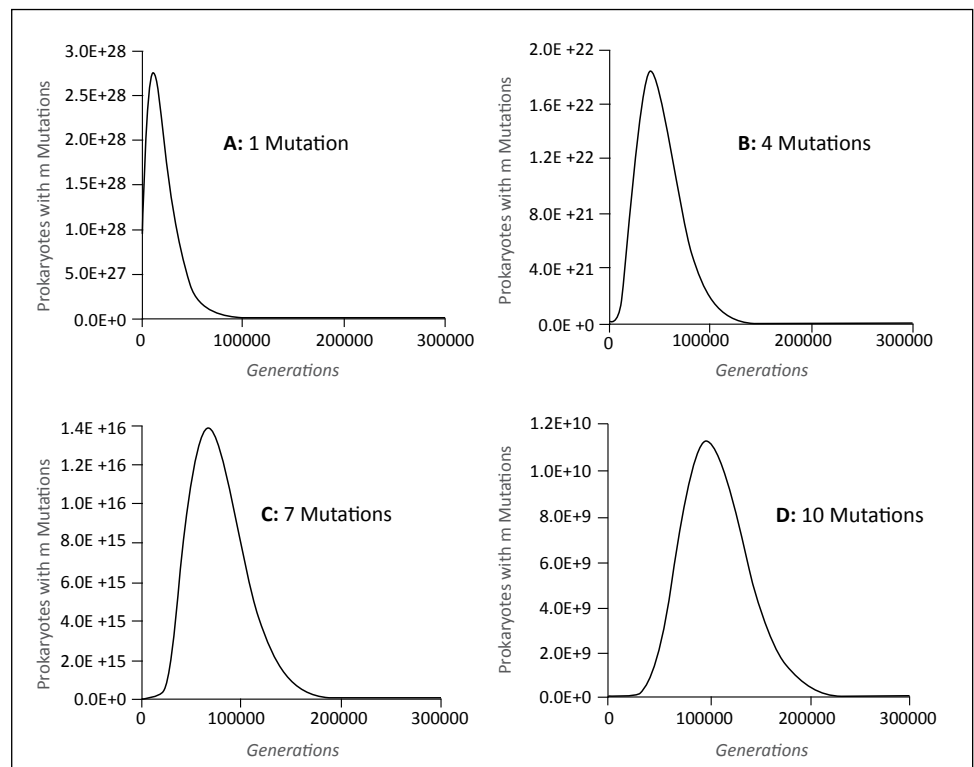 Prokaryotes with m Mutations
3.0E+28
2.5E+28
2.0E+28
1.5E+28
1.0E+28
5.0E+27
0.0E+0
A: 1 Mutation
0 100000 200000 300000
Generations
Prokaryotes with m Mutations
2.0E +22
1.6E +22
1.2E +22
8.0E +21
4.0E +21
0.0E +0
B: 4 Mutations
0 100000 200000 300000
Generations
Prokaryotes with m Mutations
1.4E +16
1.2E +16
1.0E +16
8.0E +15
6.0E +15
4.0E +15
2.0E +15
0.0E+0
C: 7 Mutations
0 100000 200000 300000
Generations
Prokaryotes with m Mutations
1.2E+10
1.0E+10
8.0E+9
6.0E+9
4.0E+9
2.0E+9
0.0E+0
D: 10 Mutations
0 100000 200000 300000
Generations